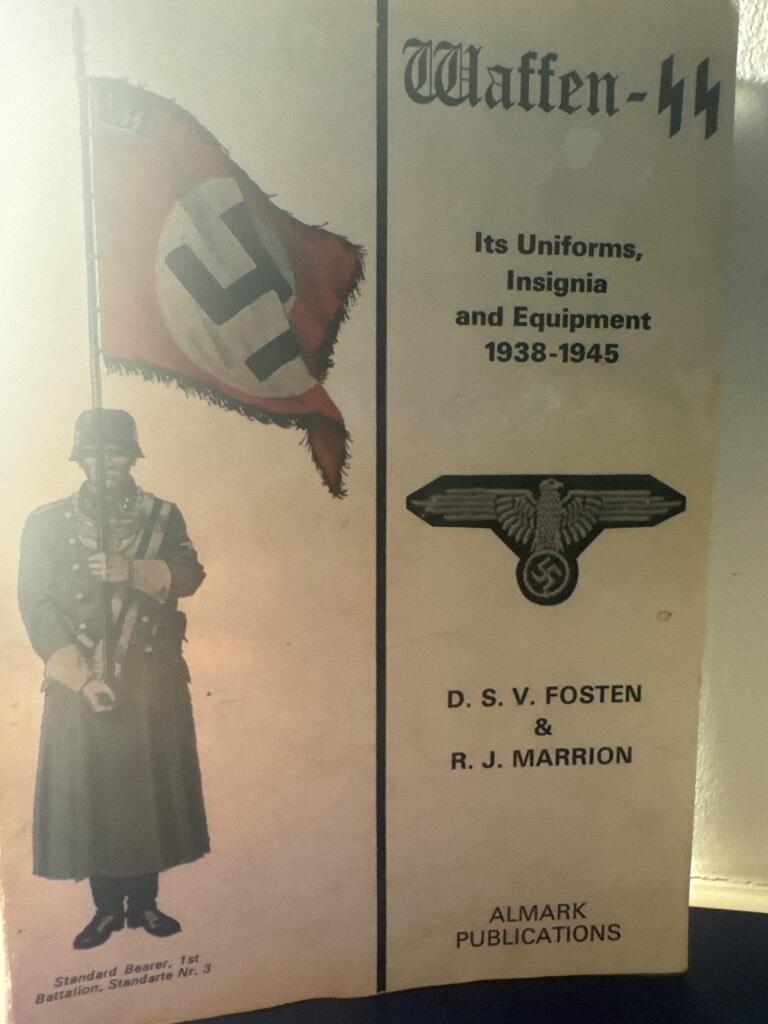 Waffen-SS
Its Uniforms,
Insignia
and Equipment
1938-1945
D. S. V. FOSTEN
&
R. J. MARRION
ALMARK
PUBLICATIONS
Standard Bearer, 1st
Battalion, Standarte Nr. 3